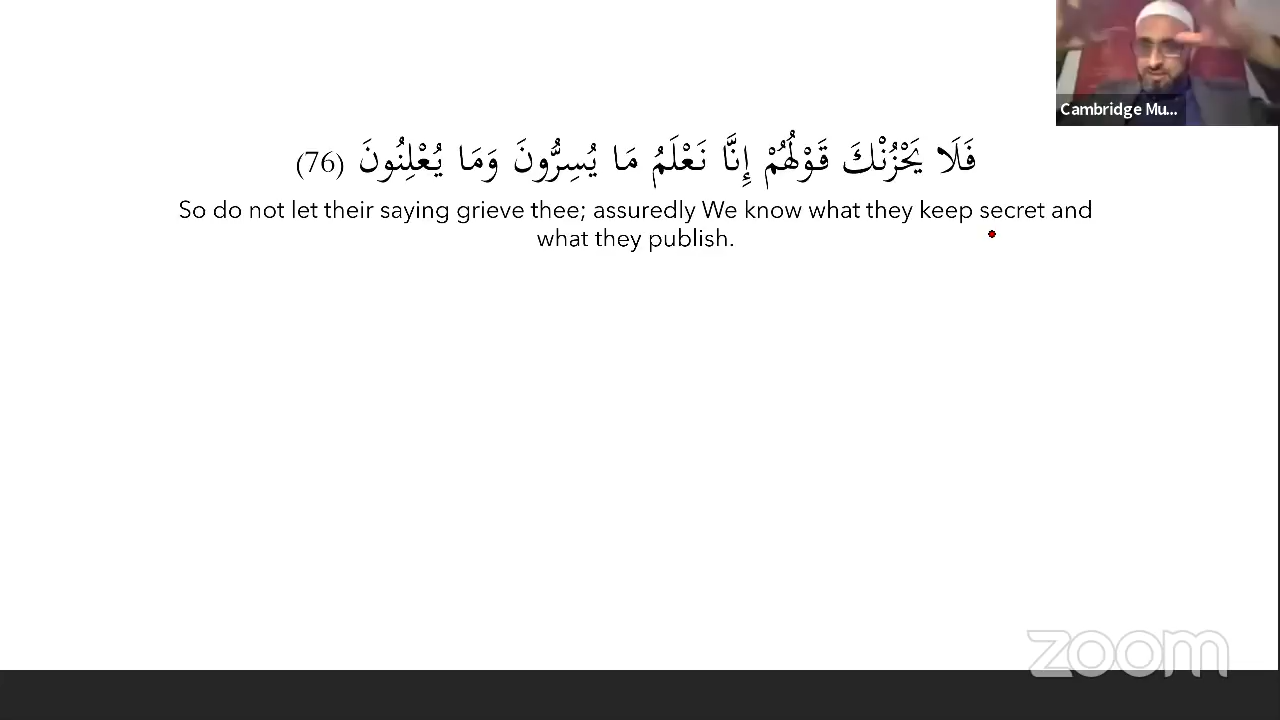 Cambridge Mu...
فَلَا يَحْزُنْكَ قَوْلُهُمْ إِنَّا نَعْلَمُ مَا يُسِرُّونَ وَمَا يُعْلِنُونَ (76)
So do not let their saying grieve thee; assuredly We know what they keep secret and
what they publish.
zoom